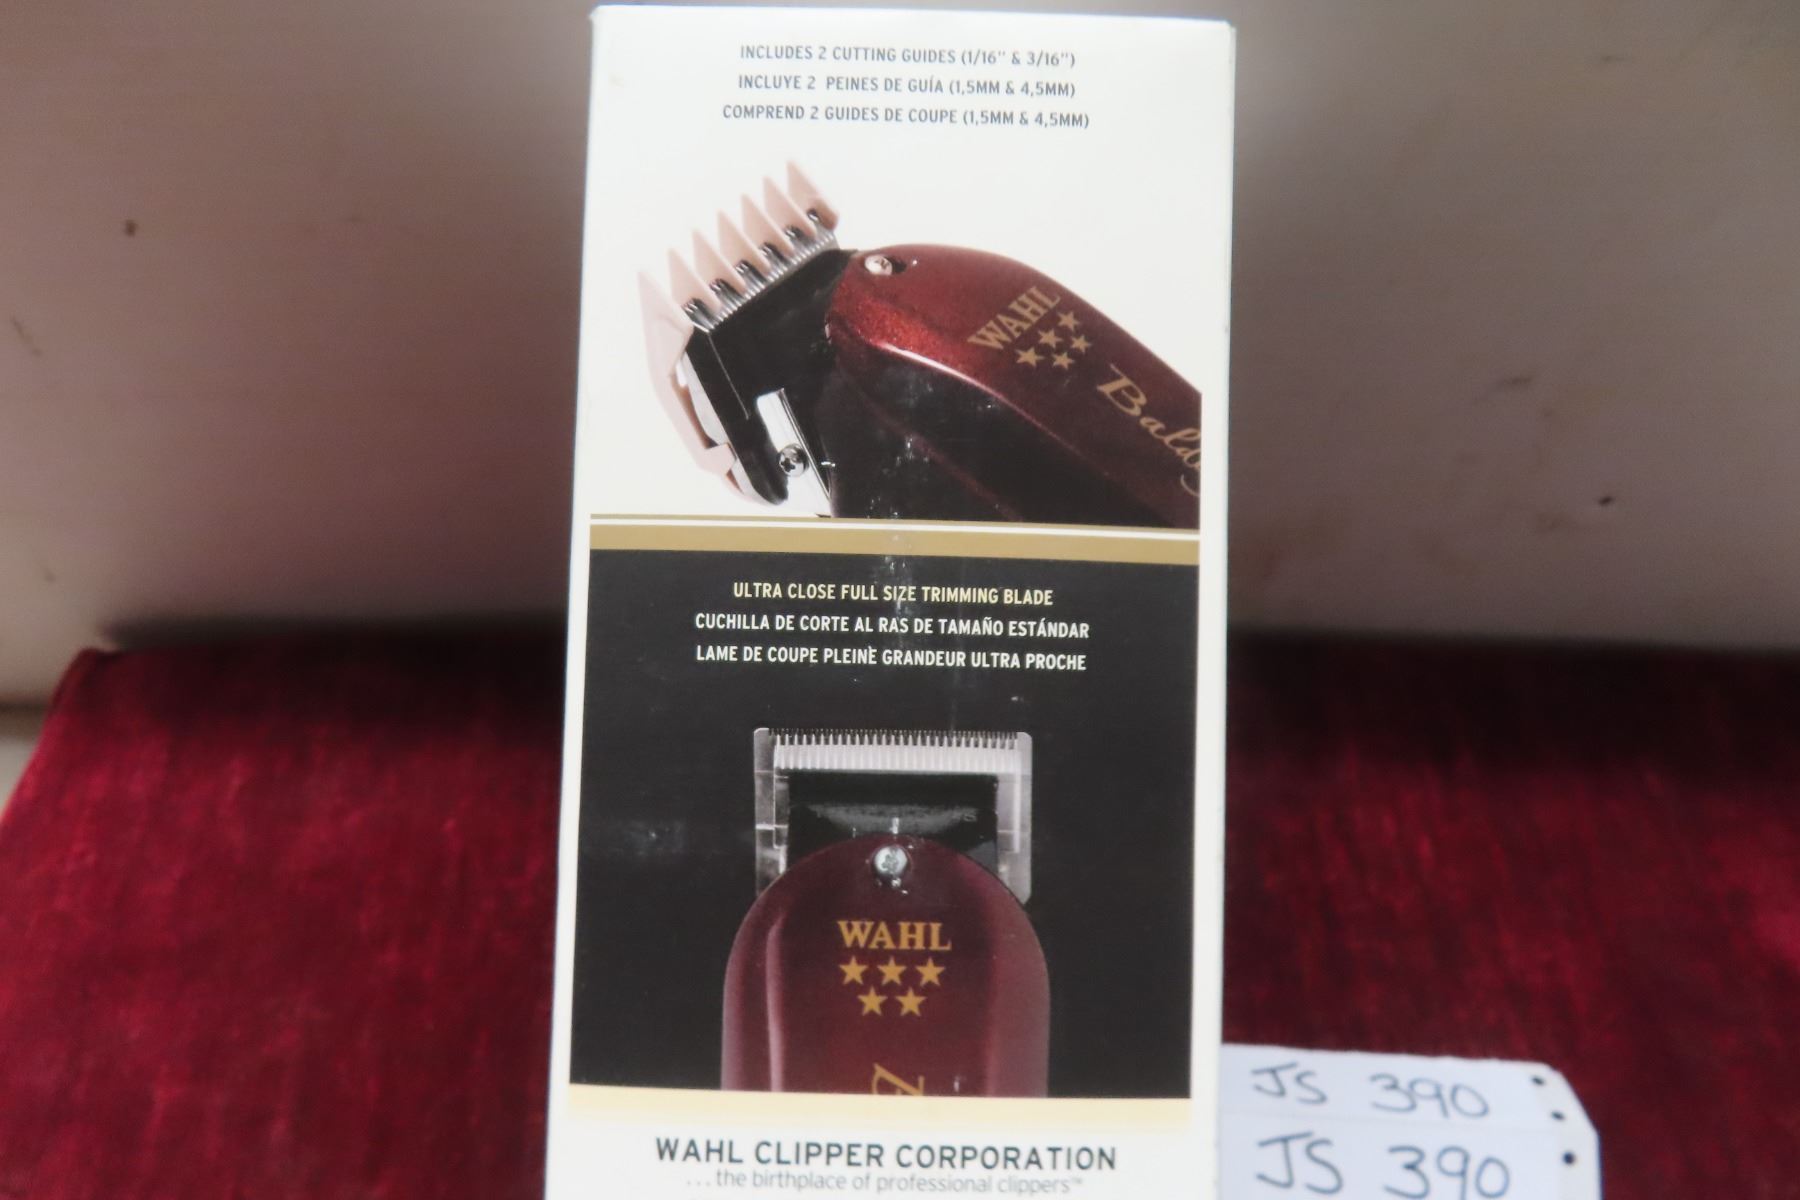 INCLUDES 2 CUTTING GUIDES (1/16" & 3/16")
INCLUYE 2 PEINES DE GUÍA (1,5MM & 4,5MM)
COMPREND 2 GUIDES DE COUPE (1,5MM & 4,5MM)
WAHL
ULTRA CLOSE FULL SIZE TRIMMING BLADE
CUCHILLA DE CORTE AL RAS DE TAMAÑO ESTÁNDAR
LAME DE COUPE PLEINE GRANDEUR ULTRA PROCHE
WAHL
WAHL CLIPPER CORPORATION
...the birthplace of professional clippers™
JS 390
JS 390